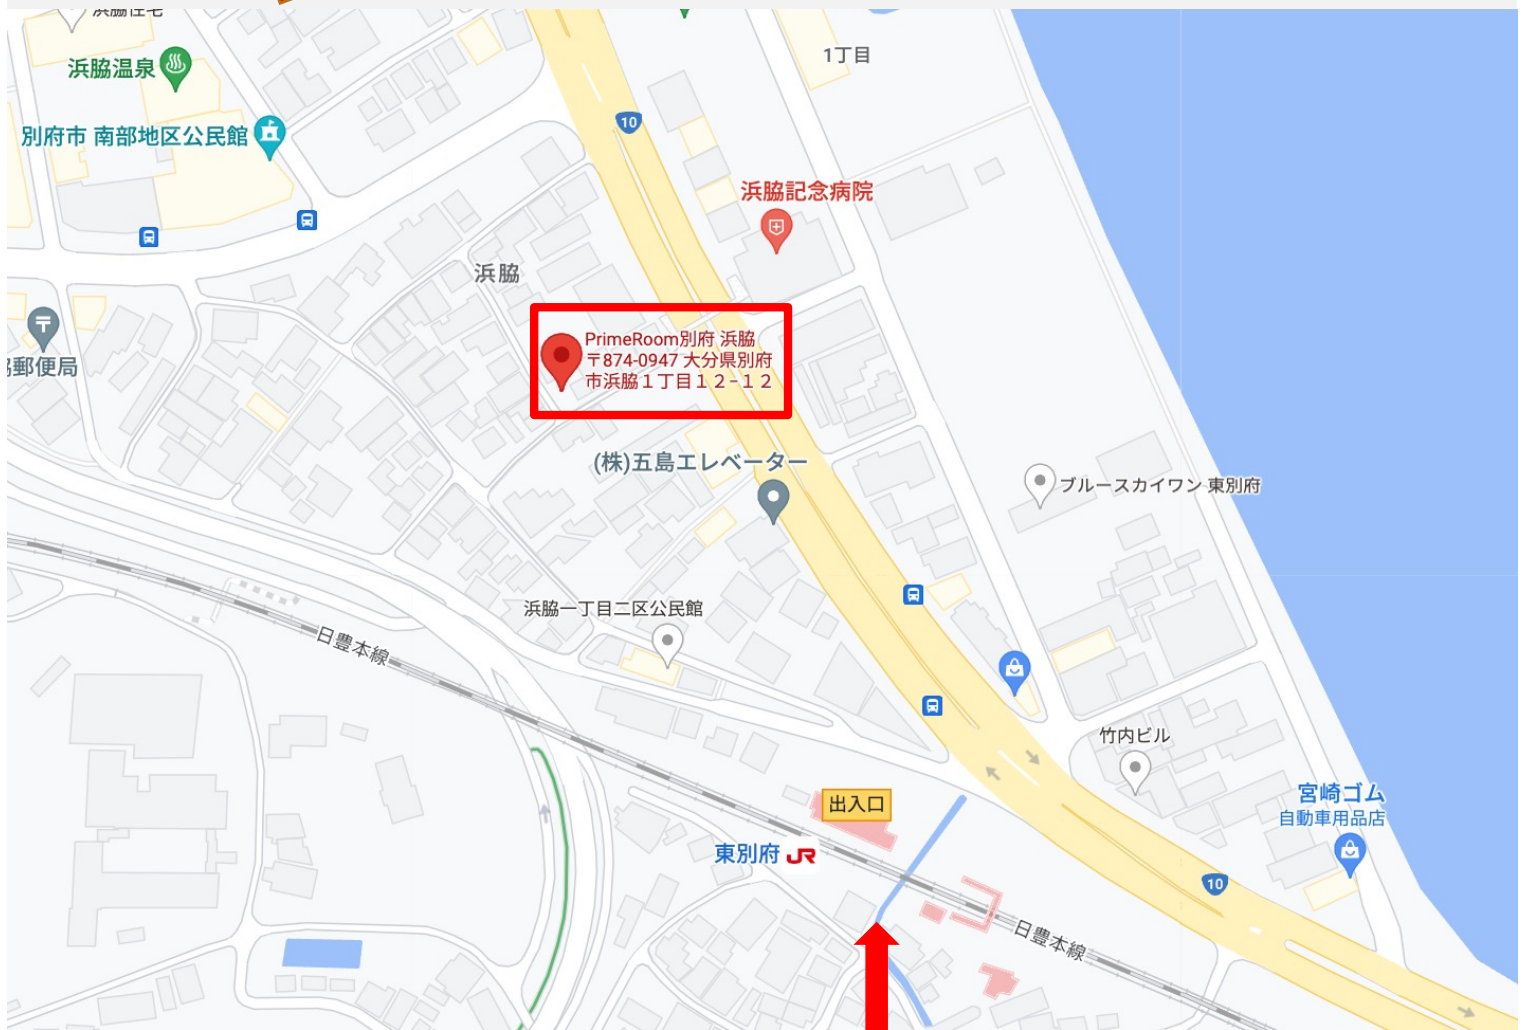 浜脇住宅
1丁目
浜脇温泉
10
別府市 南部地区公民館
浜脇記念病院
浜脇
PrimeRoom別府 浜脇
〒874-0947 大分県別府
市浜脇１丁目１２−１２
郵便局
(株)五島エレベーター
ブルースカイワン 東別府
浜脇一丁目二区公民館
日豊本線
竹内ビル
宮崎ゴム
自動車用品店
出入口
東別府 JR
10
日豊本線